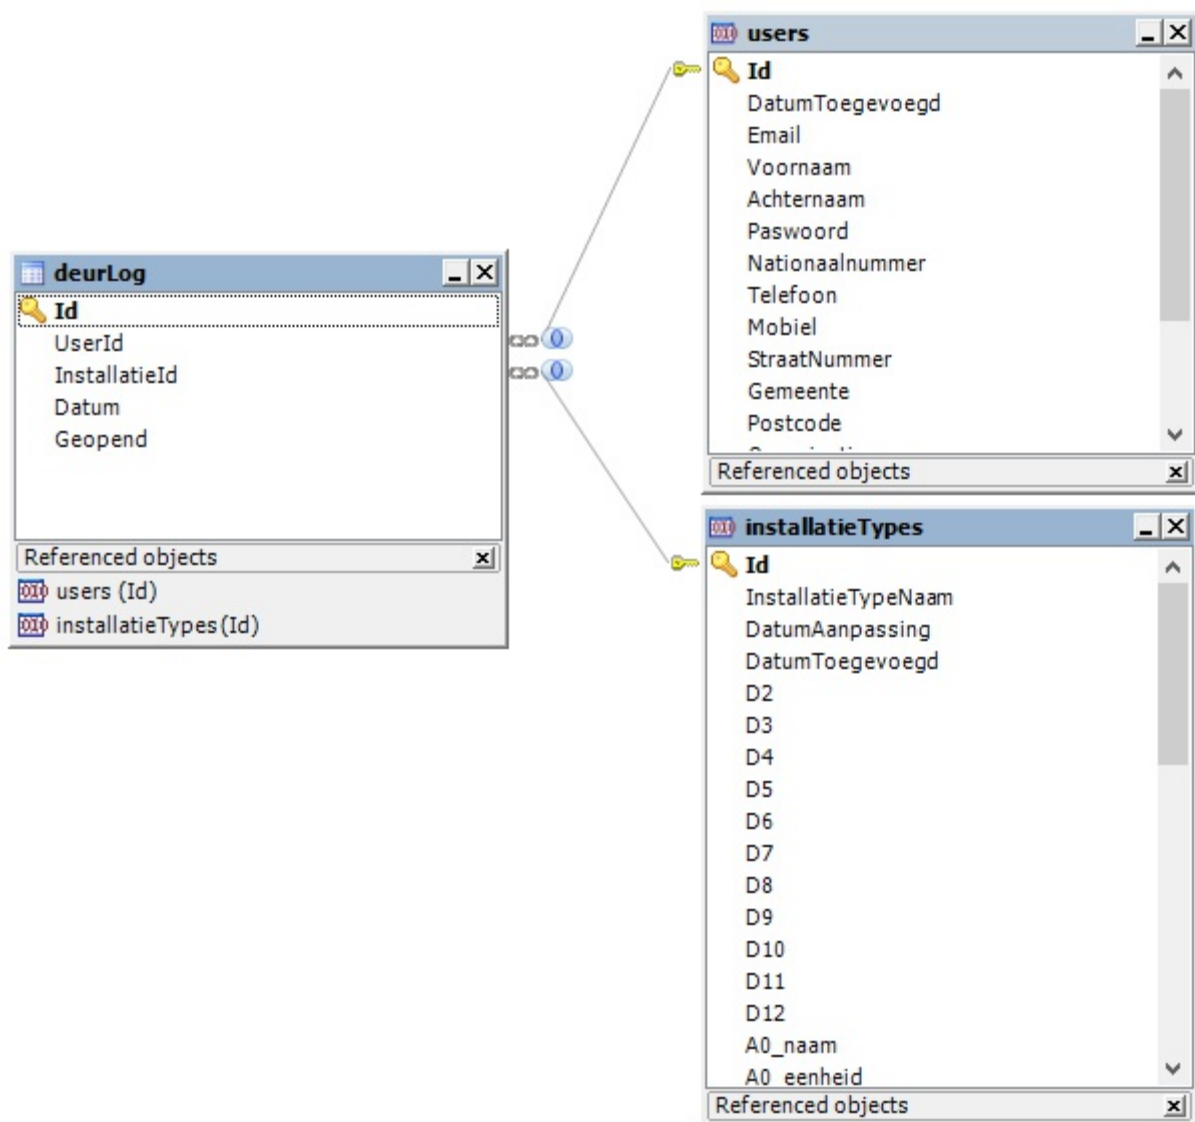 users
Id
DatumToegevoegd
Email
Voornaam
Achternaam
Paswoord
Nationaalnummer
Telefoon
Mobiel
StraatNummer
Gemeente
Postcode
Referenced objects
deurLog
Id
UserId
InstallatieId
Datum
Geopend
Referenced objects
users (Id)
installatieTypes(Id)
installatieTypes
Id
InstallatieTypeNaam
DatumAanpassing
DatumToegevoegd
D2
D3
D4
D5
D6
D7
D8
D9
D10
D11
D12
A0_naam
A0_eenheid
Referenced objects